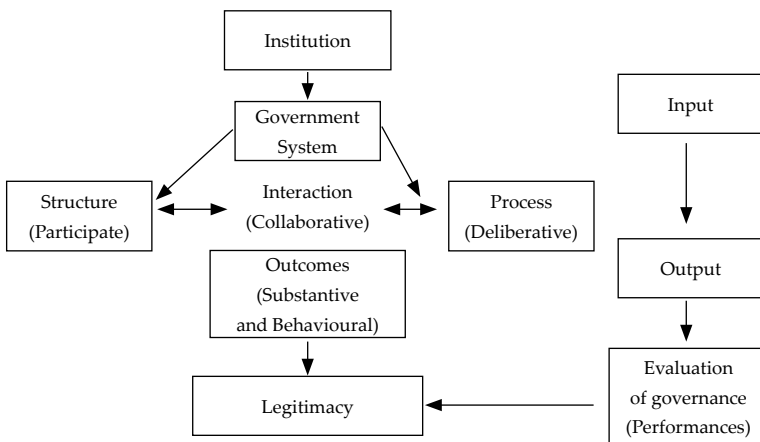 Institution
Government
System
Input
Structure
(Participate)
Interaction
(Collaborative)
Process
(Deliberative)
Outcomes
(Substantive
and Behavioural)
Output
Legitimacy
Evaluation
of governance
(Performances)